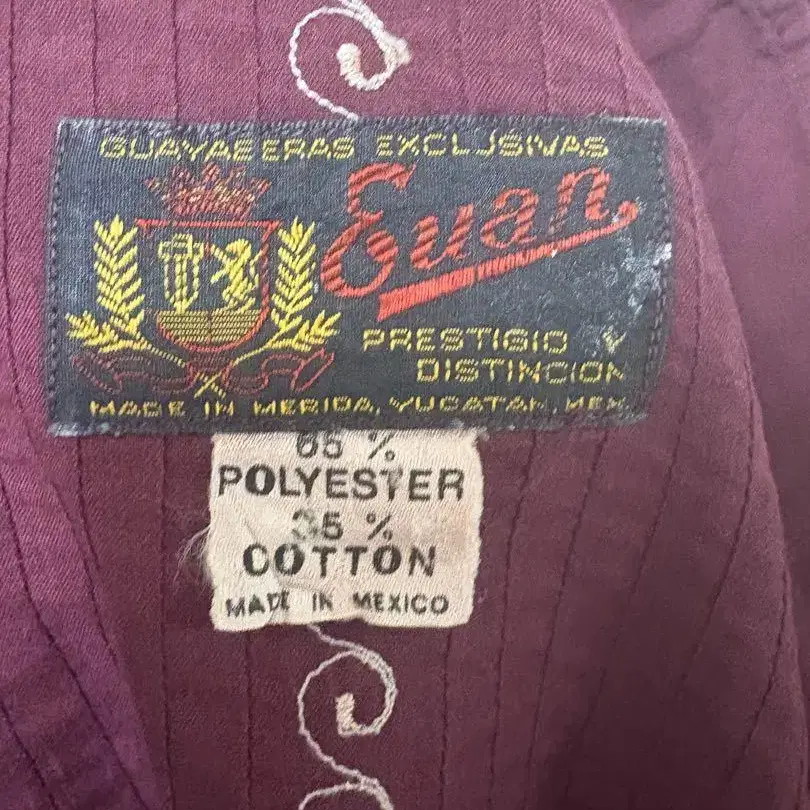 GUAYABERAS EXCLUSIVAS
Euan
PRESTIGIO Y
DISTINCION
MADE IN MERIDA, YUCATAN, MEX.
65 %
POLYESTER
35 %
COTTON
MADE IN MEXICO